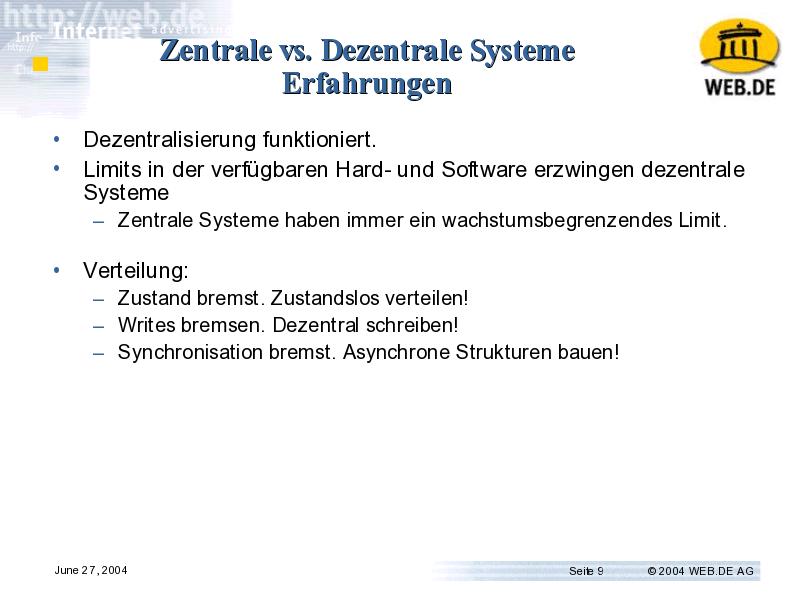 http://web.de
Internet advertising
Info
http://
Zentrale vs. Dezentrale Systeme
Erfahrungen
WEB.DE
• Dezentralisierung funktioniert.
• Limits in der verfügbaren Hard- und Software erzwingen dezentrale
Systeme
– Zentrale Systeme haben immer ein wachstumsbegrenzendes Limit.
• Verteilung:
– Zustand bremst. Zustandslos verteilen!
– Writes bremsen. Dezentral schreiben!
– Synchronisation bremst. Asynchrone Strukturen bauen!
June 27, 2004
Seite 9
© 2004 WEB.DE AG